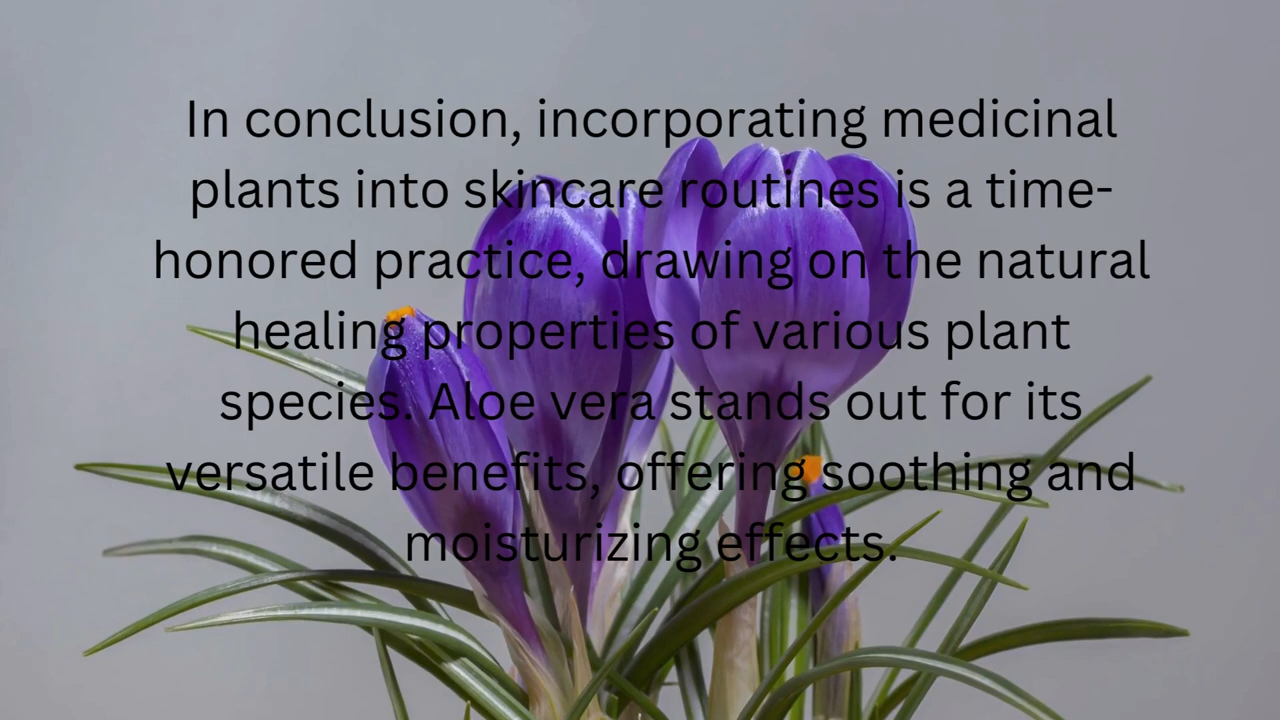 In conclusion, incorporating medicinal
plants into skincare routines is a time-
honored practice, drawing on the natural
healing properties of various plant
species. Aloe vera stands out for its
versatile benefits, offering soothing and
moisturizing effects.